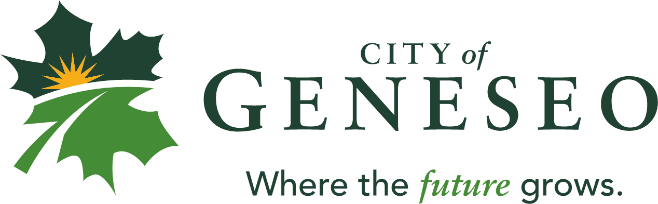 CITY of
GENESEO
Where the future grows.